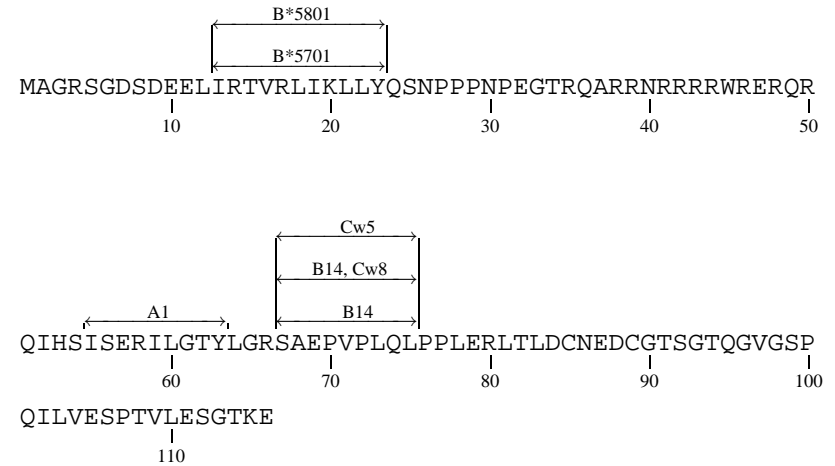 B*5801
B*5701
MAGRSGDSDEELIRTVRLIKLLYQSNPPPNPEGTRQARRNRRRRWRERQR
10 20 30 40 50
Cw5
B14, Cw8
A1 B14
QIHSISERILGTYLGRSAEPVPLQLPPLERLTLDCNEDCGTSGTQGVGSP
60 70 80 90 100
QILVESPTVLESGTKE
110